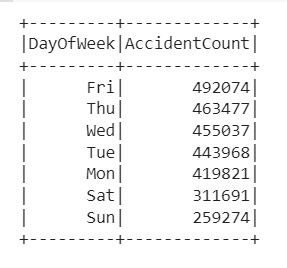 +---------+-------------+
|DayOfWeek|AccidentCount|
+---------+-------------+
|      Fri|       492074|
|      Thu|       463477|
|      Wed|       455037|
|      Tue|       443968|
|      Mon|       419821|
|      Sat|       311691|
|      Sun|       259274|
+---------+-------------+